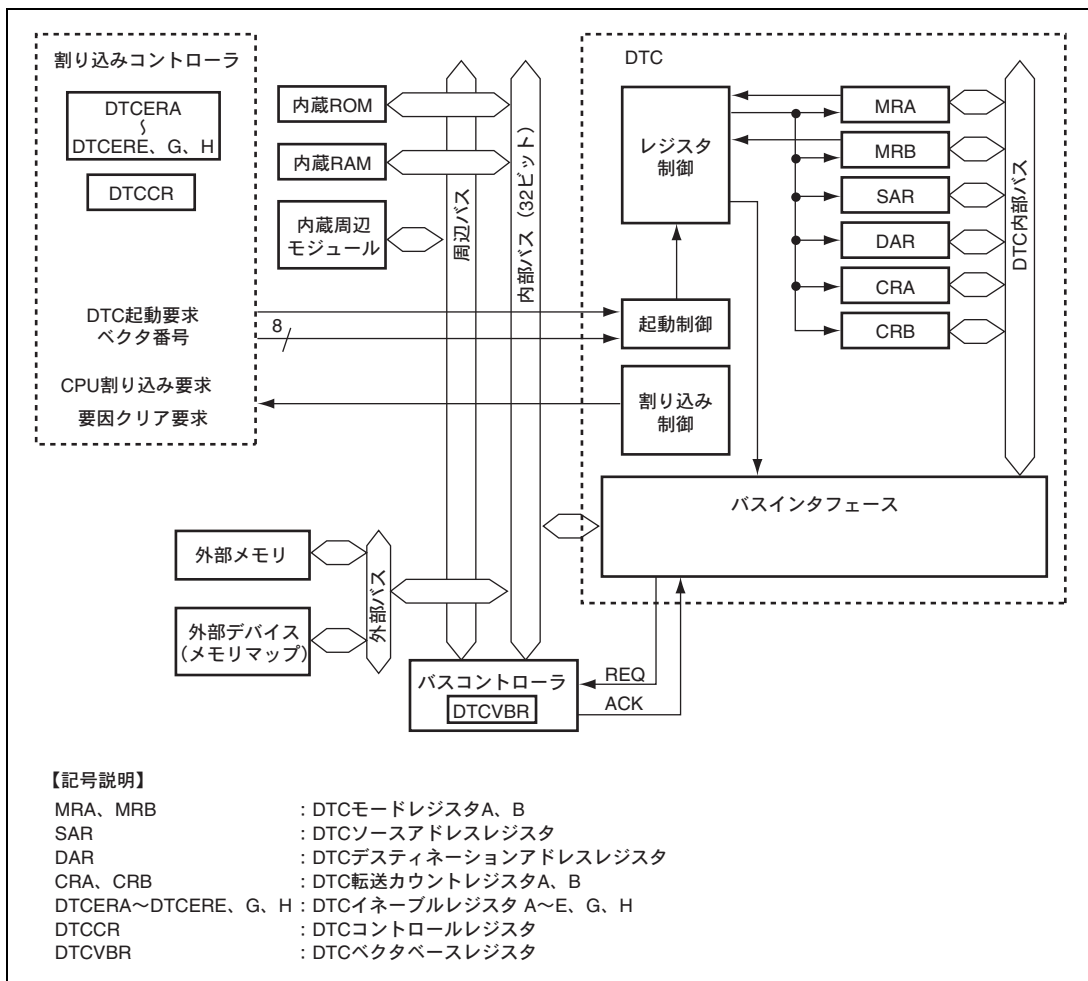 割り込みコントローラ
DTCERA
〜
DTCERE、G、H
DTCCR
DTC起動要求
ベクタ番号
8
CPU割り込み要求
要因クリア要求
内蔵ROM
内蔵RAM
内蔵周辺
モジュール
周辺バス
内部バス（32ビット）
DTC
レジスタ
制御
起動制御
割り込み
制御
MRA
MRB
SAR
DAR
CRA
CRB
DTC内部バス
バスインタフェース
外部メモリ
外部デバイス
(メモリマップ)
外部バス
バスコントローラ
DTCVBR
REQ
ACK
【記号説明】
MRA、MRB : DTCモードレジスタA、B
SAR : DTCソースアドレスレジスタ
DAR : DTCデスティネーションアドレスレジスタ
CRA、CRB : DTC転送カウントレジスタA、B
DTCERA〜DTCERE、G、H : DTCイネーブルレジスタ A〜E、G、H
DTCCR : DTCコントロールレジスタ
DTCVBR : DTCベクタベースレジスタ